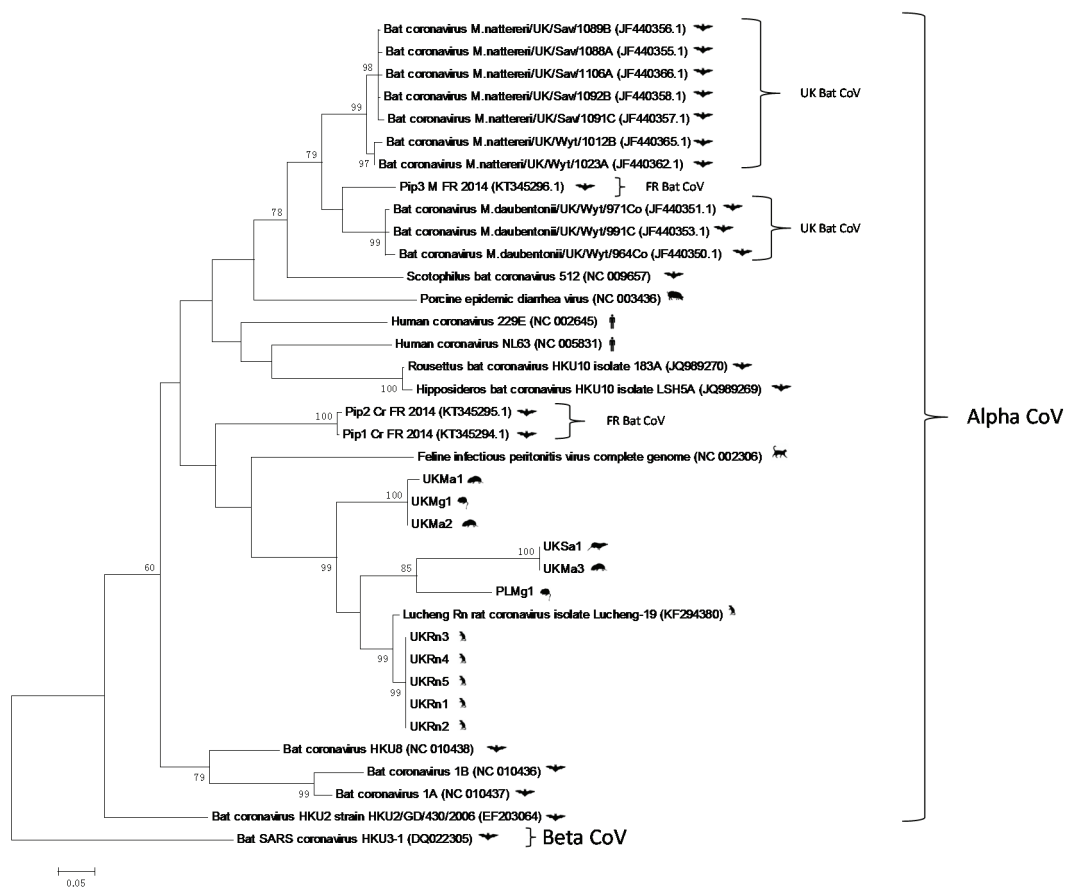 Bat coronavirus M.nattereri/UK/Sav/1089B (JF440356.1)
Bat coronavirus M.nattereri/UK/Sav/1088A (JF440355.1)
98
Bat coronavirus M.nattereri/UK/Sav/1106A (JF440366.1)
Bat coronavirus M.nattereri/UK/Sav/1092B (JF440358.1)
UK Bat CoV
99
Bat coronavirus M.nattereri/UK/Sav/1091C (JF440357.1)
Bat coronavirus M.nattereri/UK/Wyt/1012B (JF440365.1)
79
97
Bat coronavirus M.nattereri/UK/Wyt/1023A (JF440362.1)
Pip3 M FR 2014 (KT345296.1)
FR Bat CoV
Bat coronavirus M.daubentonii/UK/Wyt/971Co (JF440351.1)
78
Bat coronavirus M.daubentonii/UK/Wyt/991C (JF440353.1)
UK Bat CoV
99
Bat coronavirus M.daubentonii/UK/Wyt/964Co (JF440350.1)
Scotophilus bat coronavirus 512 (NC 009657)
Porcine epidemic diarrhea virus (NC 003436)
Human coronavirus 229E (NC 002645)
Human coronavirus NL63 (NC 005831)
Rousettus bat coronavirus HKU10 isolate 183A (JQ989270)
100
Hipposideros bat coronavirus HKU10 isolate LSH5A (JQ989269)
Pip2 Cr FR 2014 (KT345295.1)
100
FR Bat CoV
Alpha CoV
Pip1 Cr FR 2014 (KT345294.1)
Feline infectious peritonitis virus complete genome (NC 002306)
UKMa1
100
UKMg1
UKMa2
UKSa1
100
99
85
UKMa3
PLMg1
60
Lucheng Rn rat coronavirus isolate Lucheng-19 (KF294380)
UKRn3
99
UKRn4
UKRn5
99
UKRn1
UKRn2
Bat coronavirus HKU8 (NC 010438)
79
Bat coronavirus 1B (NC 010436)
99
Bat coronavirus 1A (NC 010437)
Bat coronavirus HKU2 strain HKU2/GD/430/2006 (EF203064)
Bat SARS coronavirus HKU3-1 (DQ022305)
Beta CoV
0.05